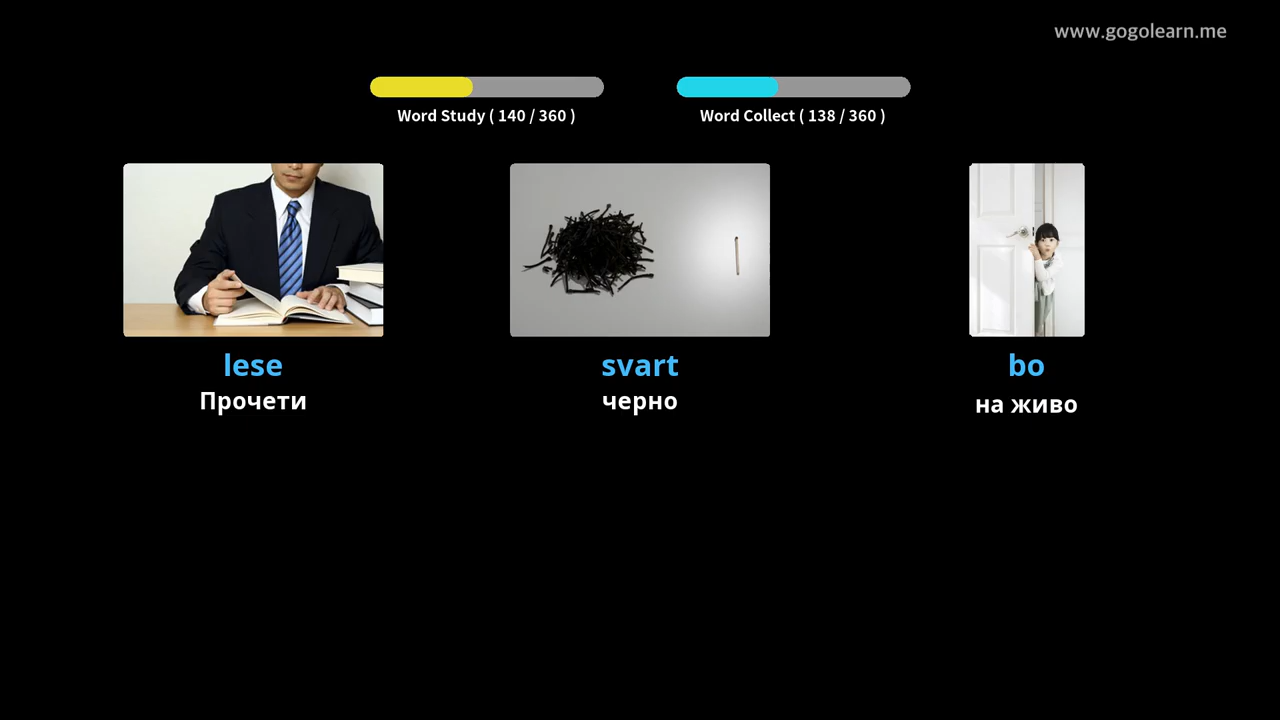 www.gogolearn.me
Word Study ( 140 / 360 )
Word Collect ( 138 / 360 )
lese
Прочети
svart
черно
bo
на живо